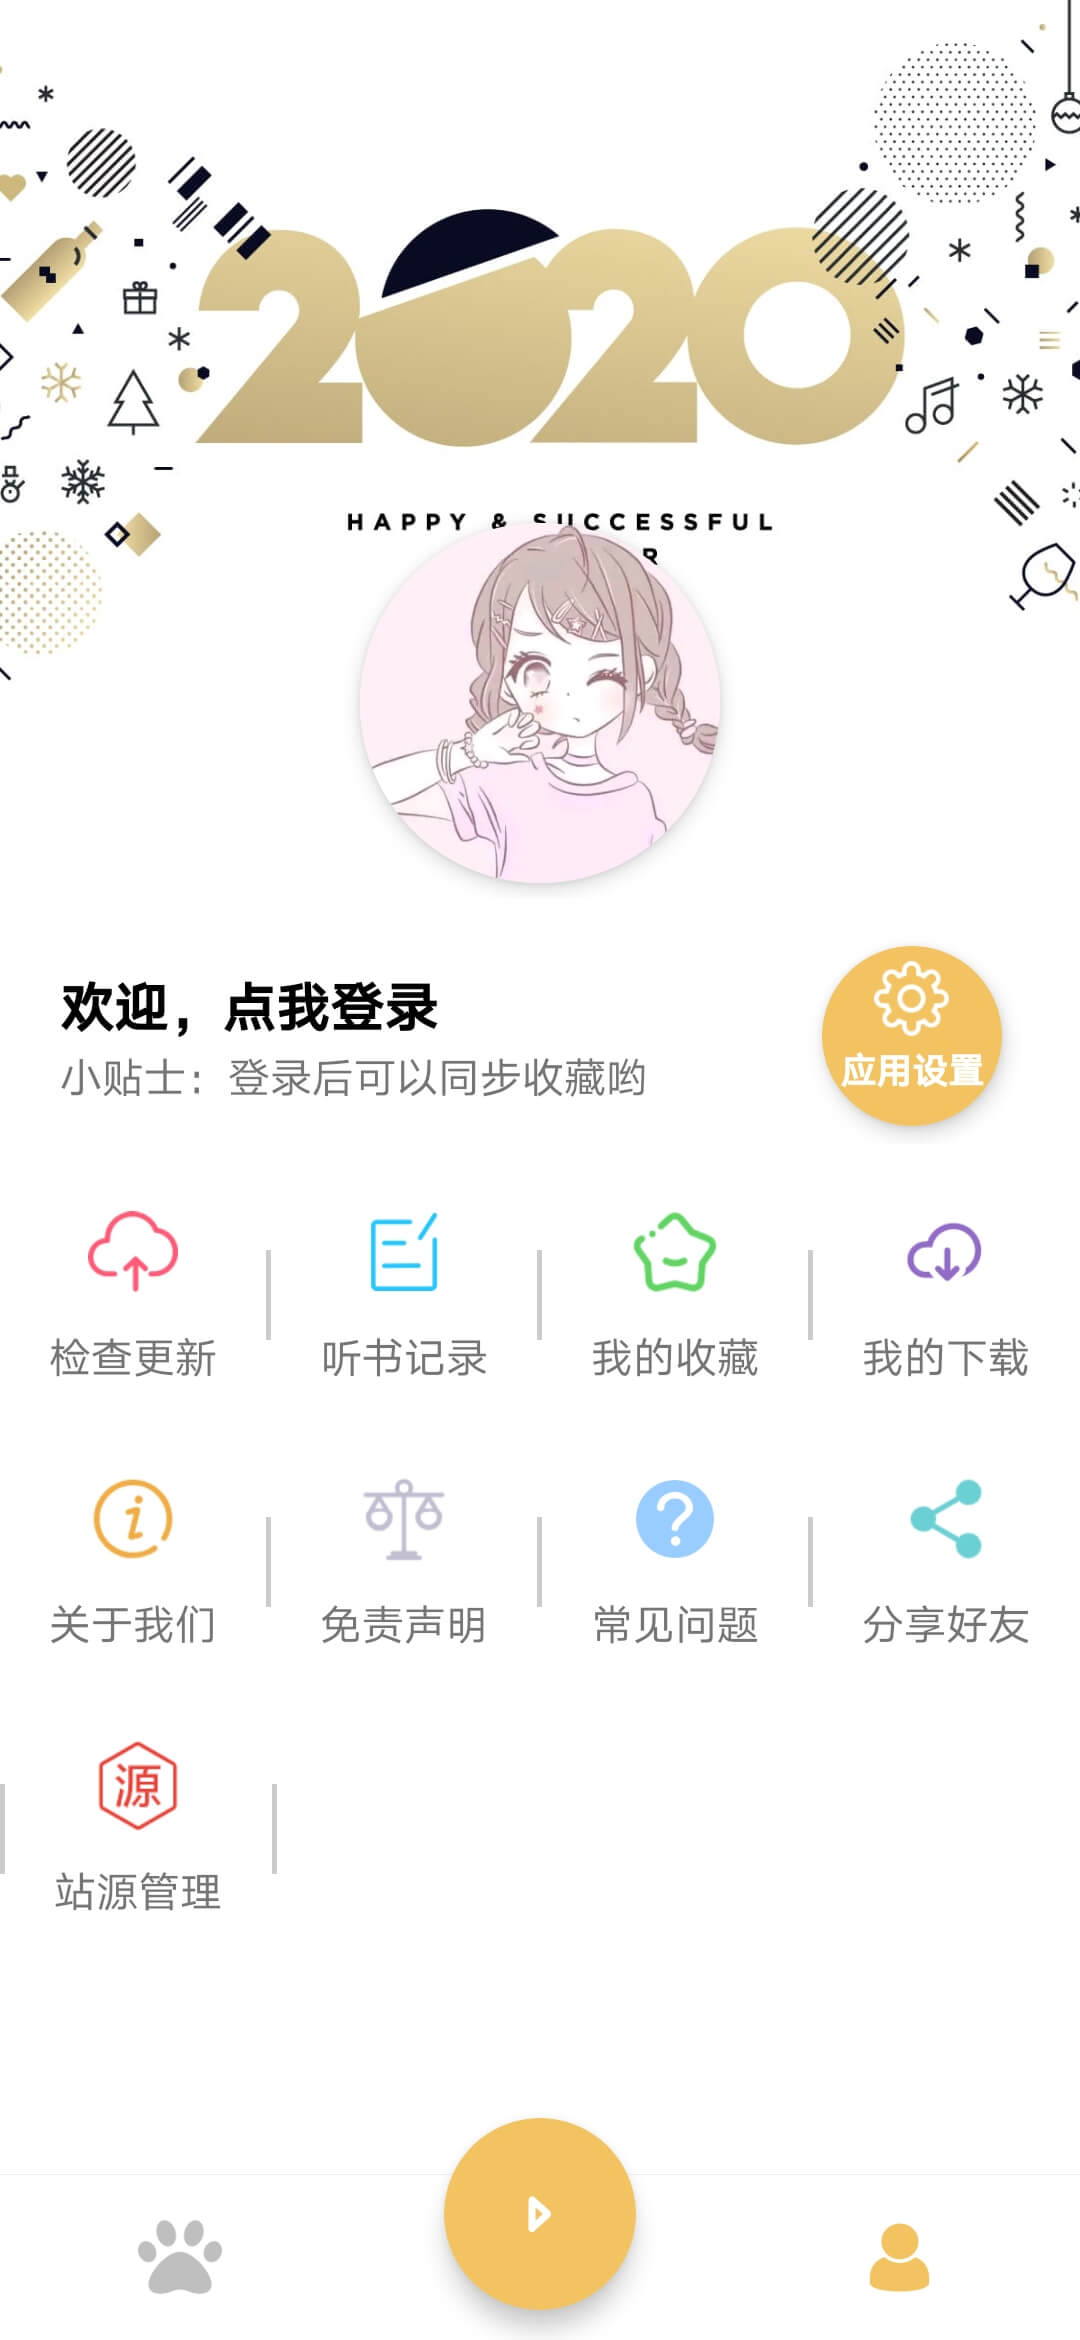 2020
HAPPY & SUCCESSFUL
R
欢迎，点我登录
小贴士：登录后可以同步收藏哟
应用设置
检查更新
听书记录
我的收藏
我的下载
关于我们
免责声明
常见问题
分享好友
源
站源管理